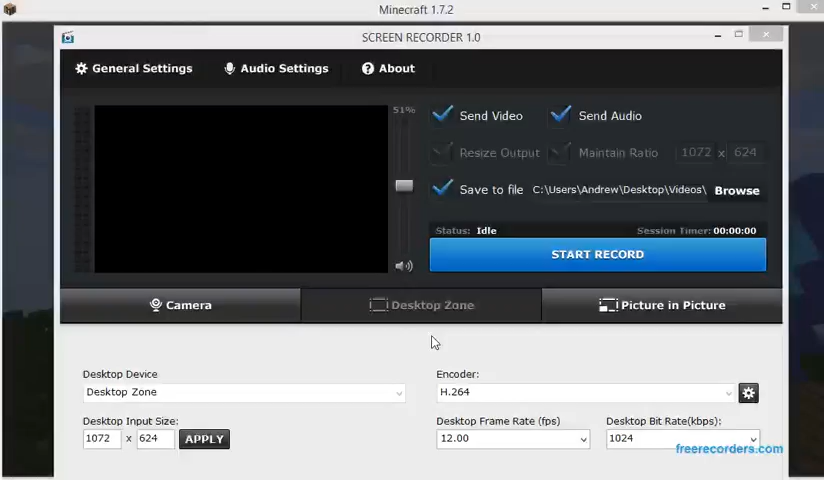 Minecraft 1.7.2
SCREEN RECORDER 1.0
General Settings Audio Settings About
51%
Send Video Send Audio
Resize Output Maintain Ratio 1072 x 624
Save to file C:\Users\Andrew\Desktop\Videos\ Browse
Status: Idle Session Timer: 00:00:00
START RECORD
Camera Desktop Zone Picture in Picture
Desktop Device Encoder:
Desktop Zone H.264
Desktop Input Size: Desktop Frame Rate (fps) Desktop Bit Rate(kbps):
1072 x 624 APPLY 12.00 1024
freerecorders.com